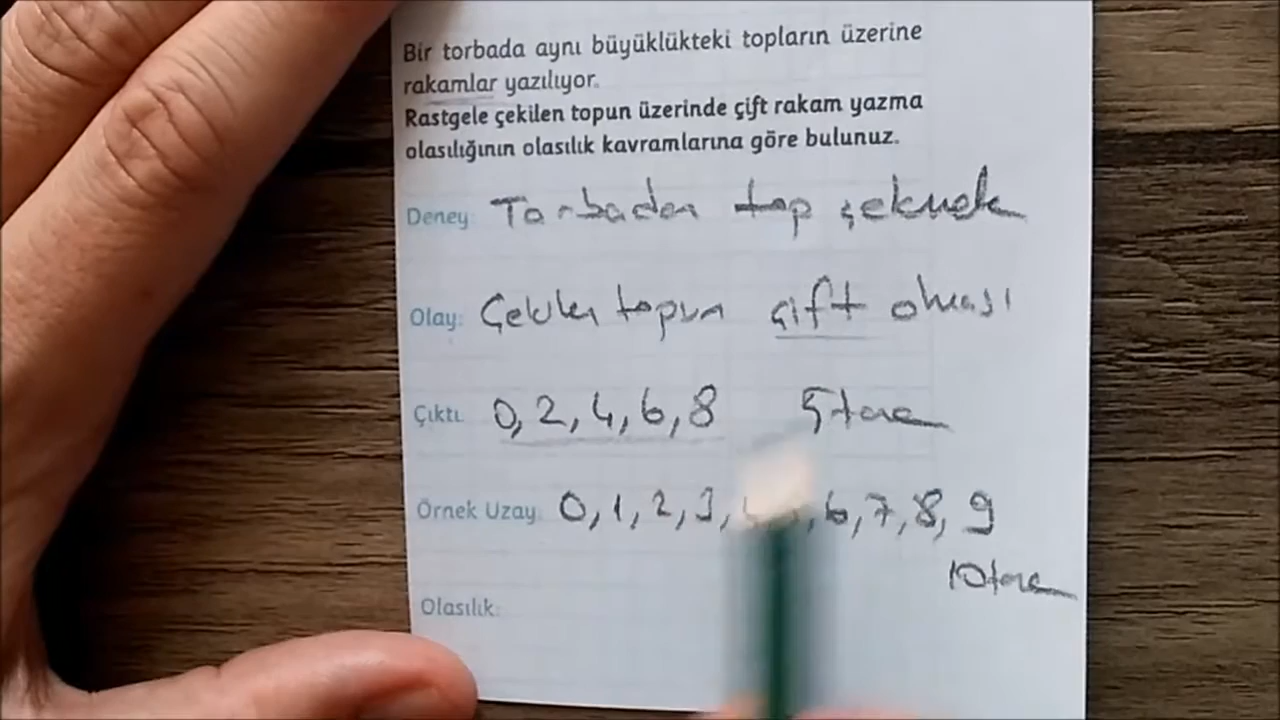 Bir torbada aynı büyüklükteki topların üzerine
rakamlar yazılıyor.
Rastgele çekilen topun üzerinde çift rakam yazma
olasılığının olasılık kavramlarına göre bulunuz.
Deney: Torbadan top çekmek
Olay: Çekilen topun çift olması
Çıktı: 0, 2, 4, 6, 8 5 tane
Örnek Uzay: 0, 1, 2, 3, 6, 7, 8, 9
10 tane
Olasılık: